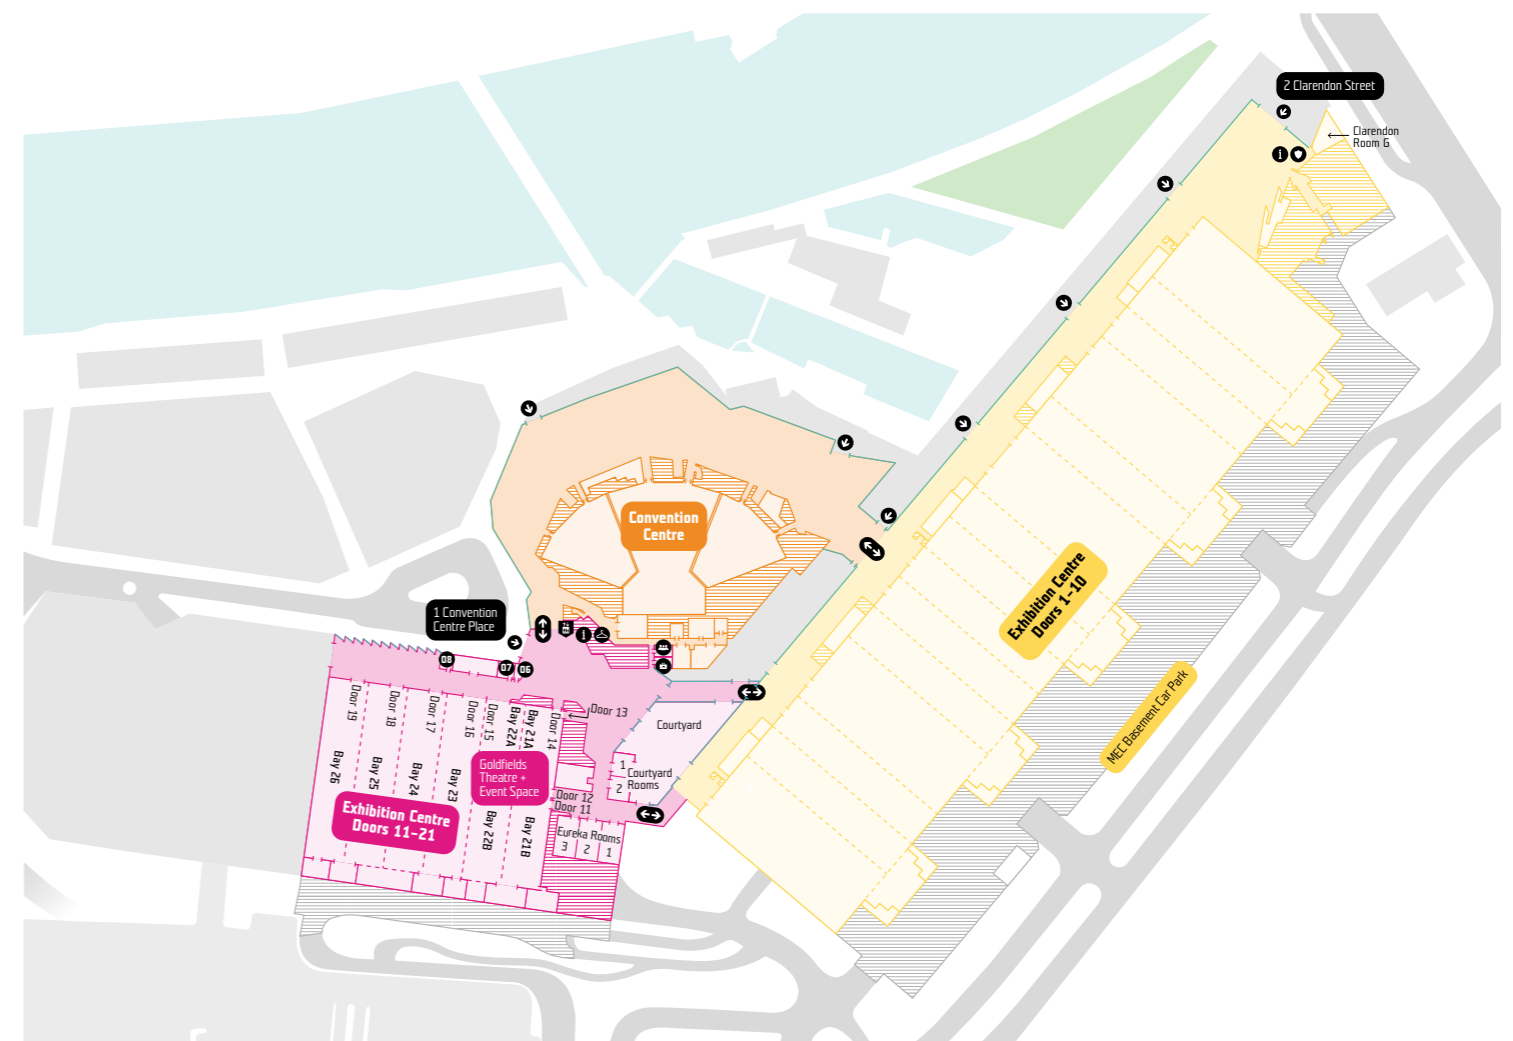 2 Clarendon Street
Clarendon
Room G
i
Convention
Centre
Exhibition Centre
Doors 1-10
1 Convention
Centre Place
i
08
07
06
Door 19
Door 18
Door 17
Door 16
Door 15
Door 14
Door 13
Bay 22A
Bay 21A
Courtyard
Bay 26
Bay 25
Bay 24
Bay 23
Goldfields
Theatre +
Event Space
1
2
Courtyard
Rooms
Door 12
Door 11
Exhibition Centre
Doors 11-21
Bay 22B
Bay 21B
Eureka Rooms
3
2
1
MEC Basement Car Park